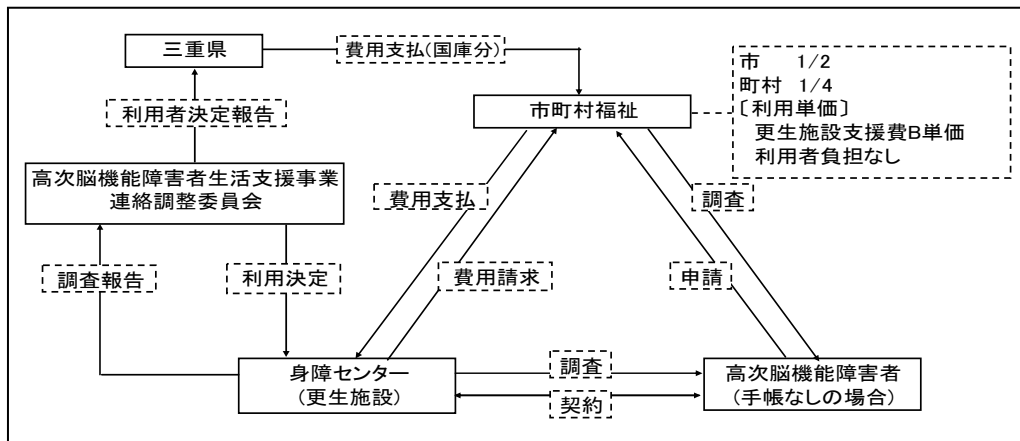 三重県
費用支払(国庫分)
市 1/2
町村 1/4
〔利用単価〕
更生施設支援費B単価
利用者負担なし
利用者決定報告
市町村福祉
高次脳機能障害者生活支援事業
連絡調整委員会
費用支払
調査
調査報告
利用決定
費用請求
申請
身障センター
(更生施設)
調査
契約
高次脳機能障害者
(手帳なしの場合)